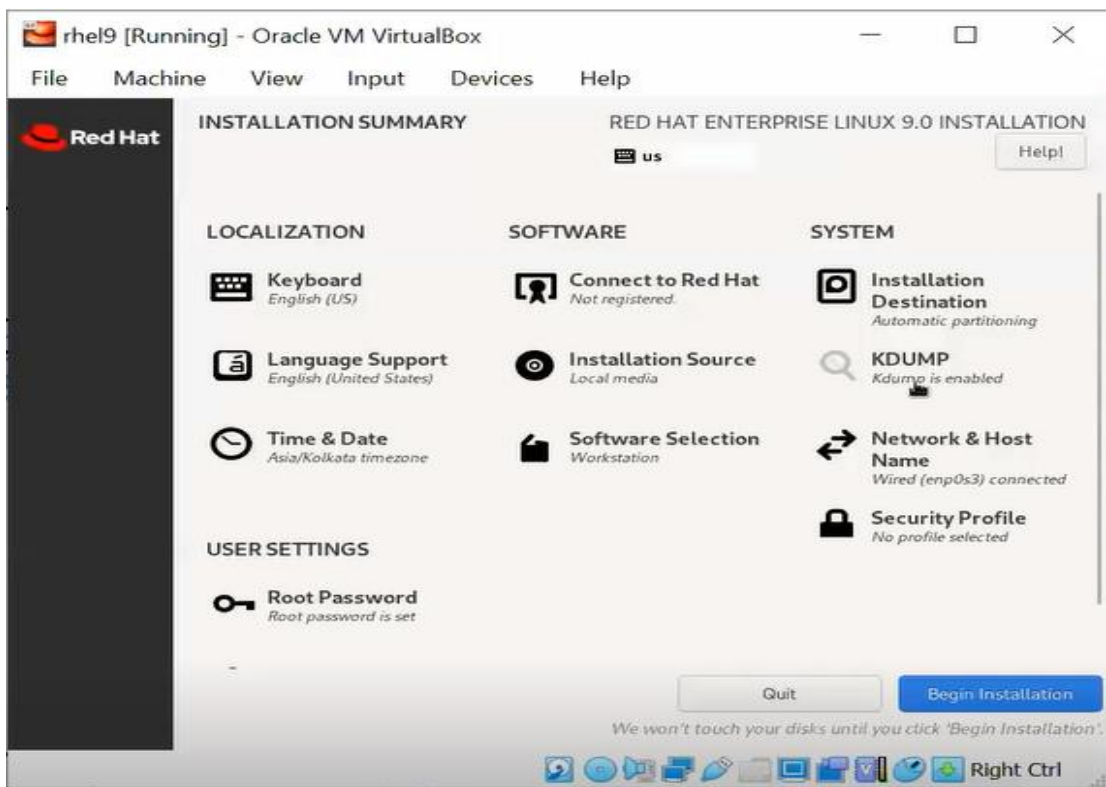 rhel9 [Running] - Oracle VM VirtualBox
File Machine View Input Devices Help
Red Hat
INSTALLATION SUMMARY
RED HAT ENTERPRISE LINUX 9.0 INSTALLATION
us
Help!
LOCALIZATION
Keyboard
English (US)
Language Support
English (United States)
Time & Date
Asia/Kolkata timezone
SOFTWARE
Connect to Red Hat
Not registered.
Installation Source
Local media
Software Selection
Workstation
SYSTEM
Installation
Destination
Automatic partitioning
KDUMP
Kdump is enabled
Network & Host
Name
Wired (enp0s3) connected
Security Profile
No profile selected
USER SETTINGS
Root Password
Root password is set
Quit
Begin Installation
We won't touch your disks until you click 'Begin Installation'.
Right Ctrl